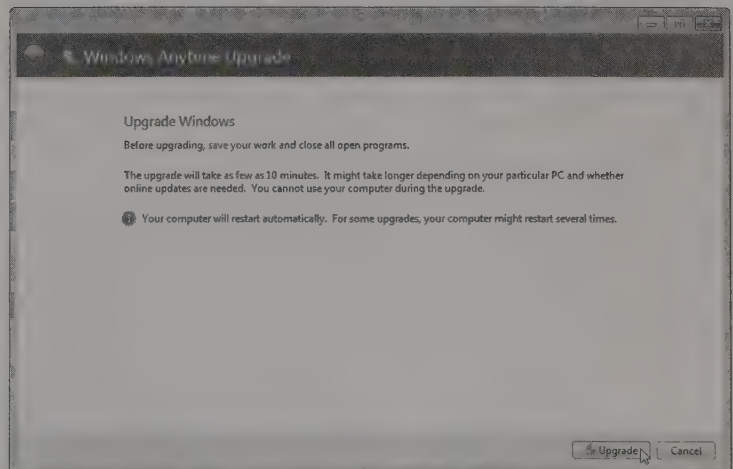 Windows Anytime Upgrade
Upgrade Windows
Before upgrading, save your work and close all open programs.
The upgrade will take as few as 10 minutes. It might take longer depending on your particular PC and whether
online updates are needed. You cannot use your computer during the upgrade.
Your computer will restart automatically. For some upgrades, your computer might restart several times.
Upgrade
Cancel